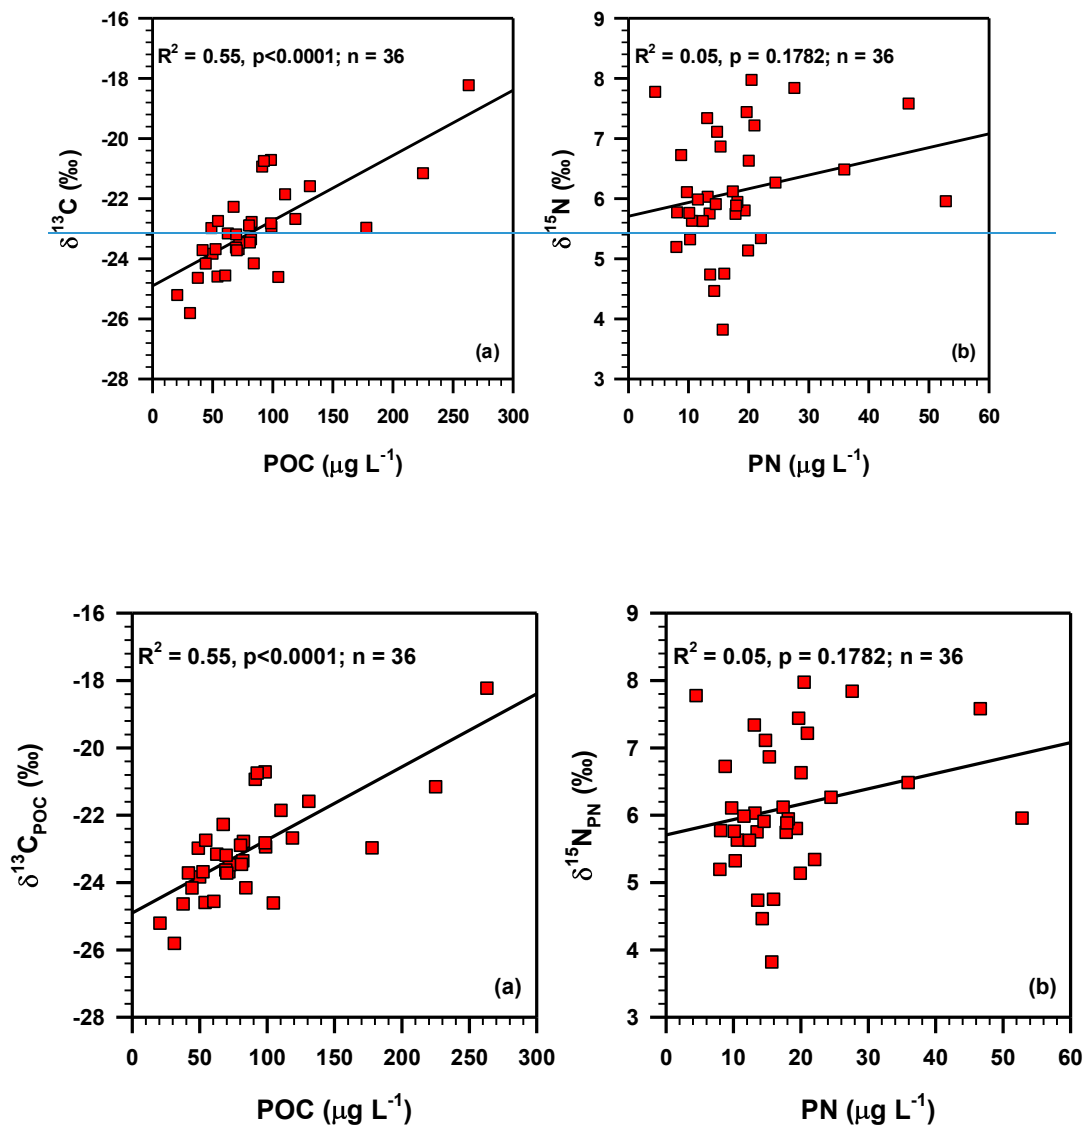 R² = 0.55, p<0.0001; n = 36
δ¹³C (‰)
-16
-18
-20
-22
-24
-26
-28
(a)
0 50 100 150 200 250 300
POC (µg L⁻¹)
R² = 0.05, p = 0.1782; n = 36
δ¹⁵N (‰)
9
8
7
6
5
4
3
(b)
0 10 20 30 40 50 60
PN (µg L⁻¹)
R² = 0.55, p<0.0001; n = 36
δ¹³C_POC (‰)
-16
-18
-20
-22
-24
-26
-28
(a)
0 50 100 150 200 250 300
POC (µg L⁻¹)
R² = 0.05, p = 0.1782; n = 36
δ¹⁵N_PN (‰)
9
8
7
6
5
4
3
(b)
0 10 20 30 40 50 60
PN (µg L⁻¹)